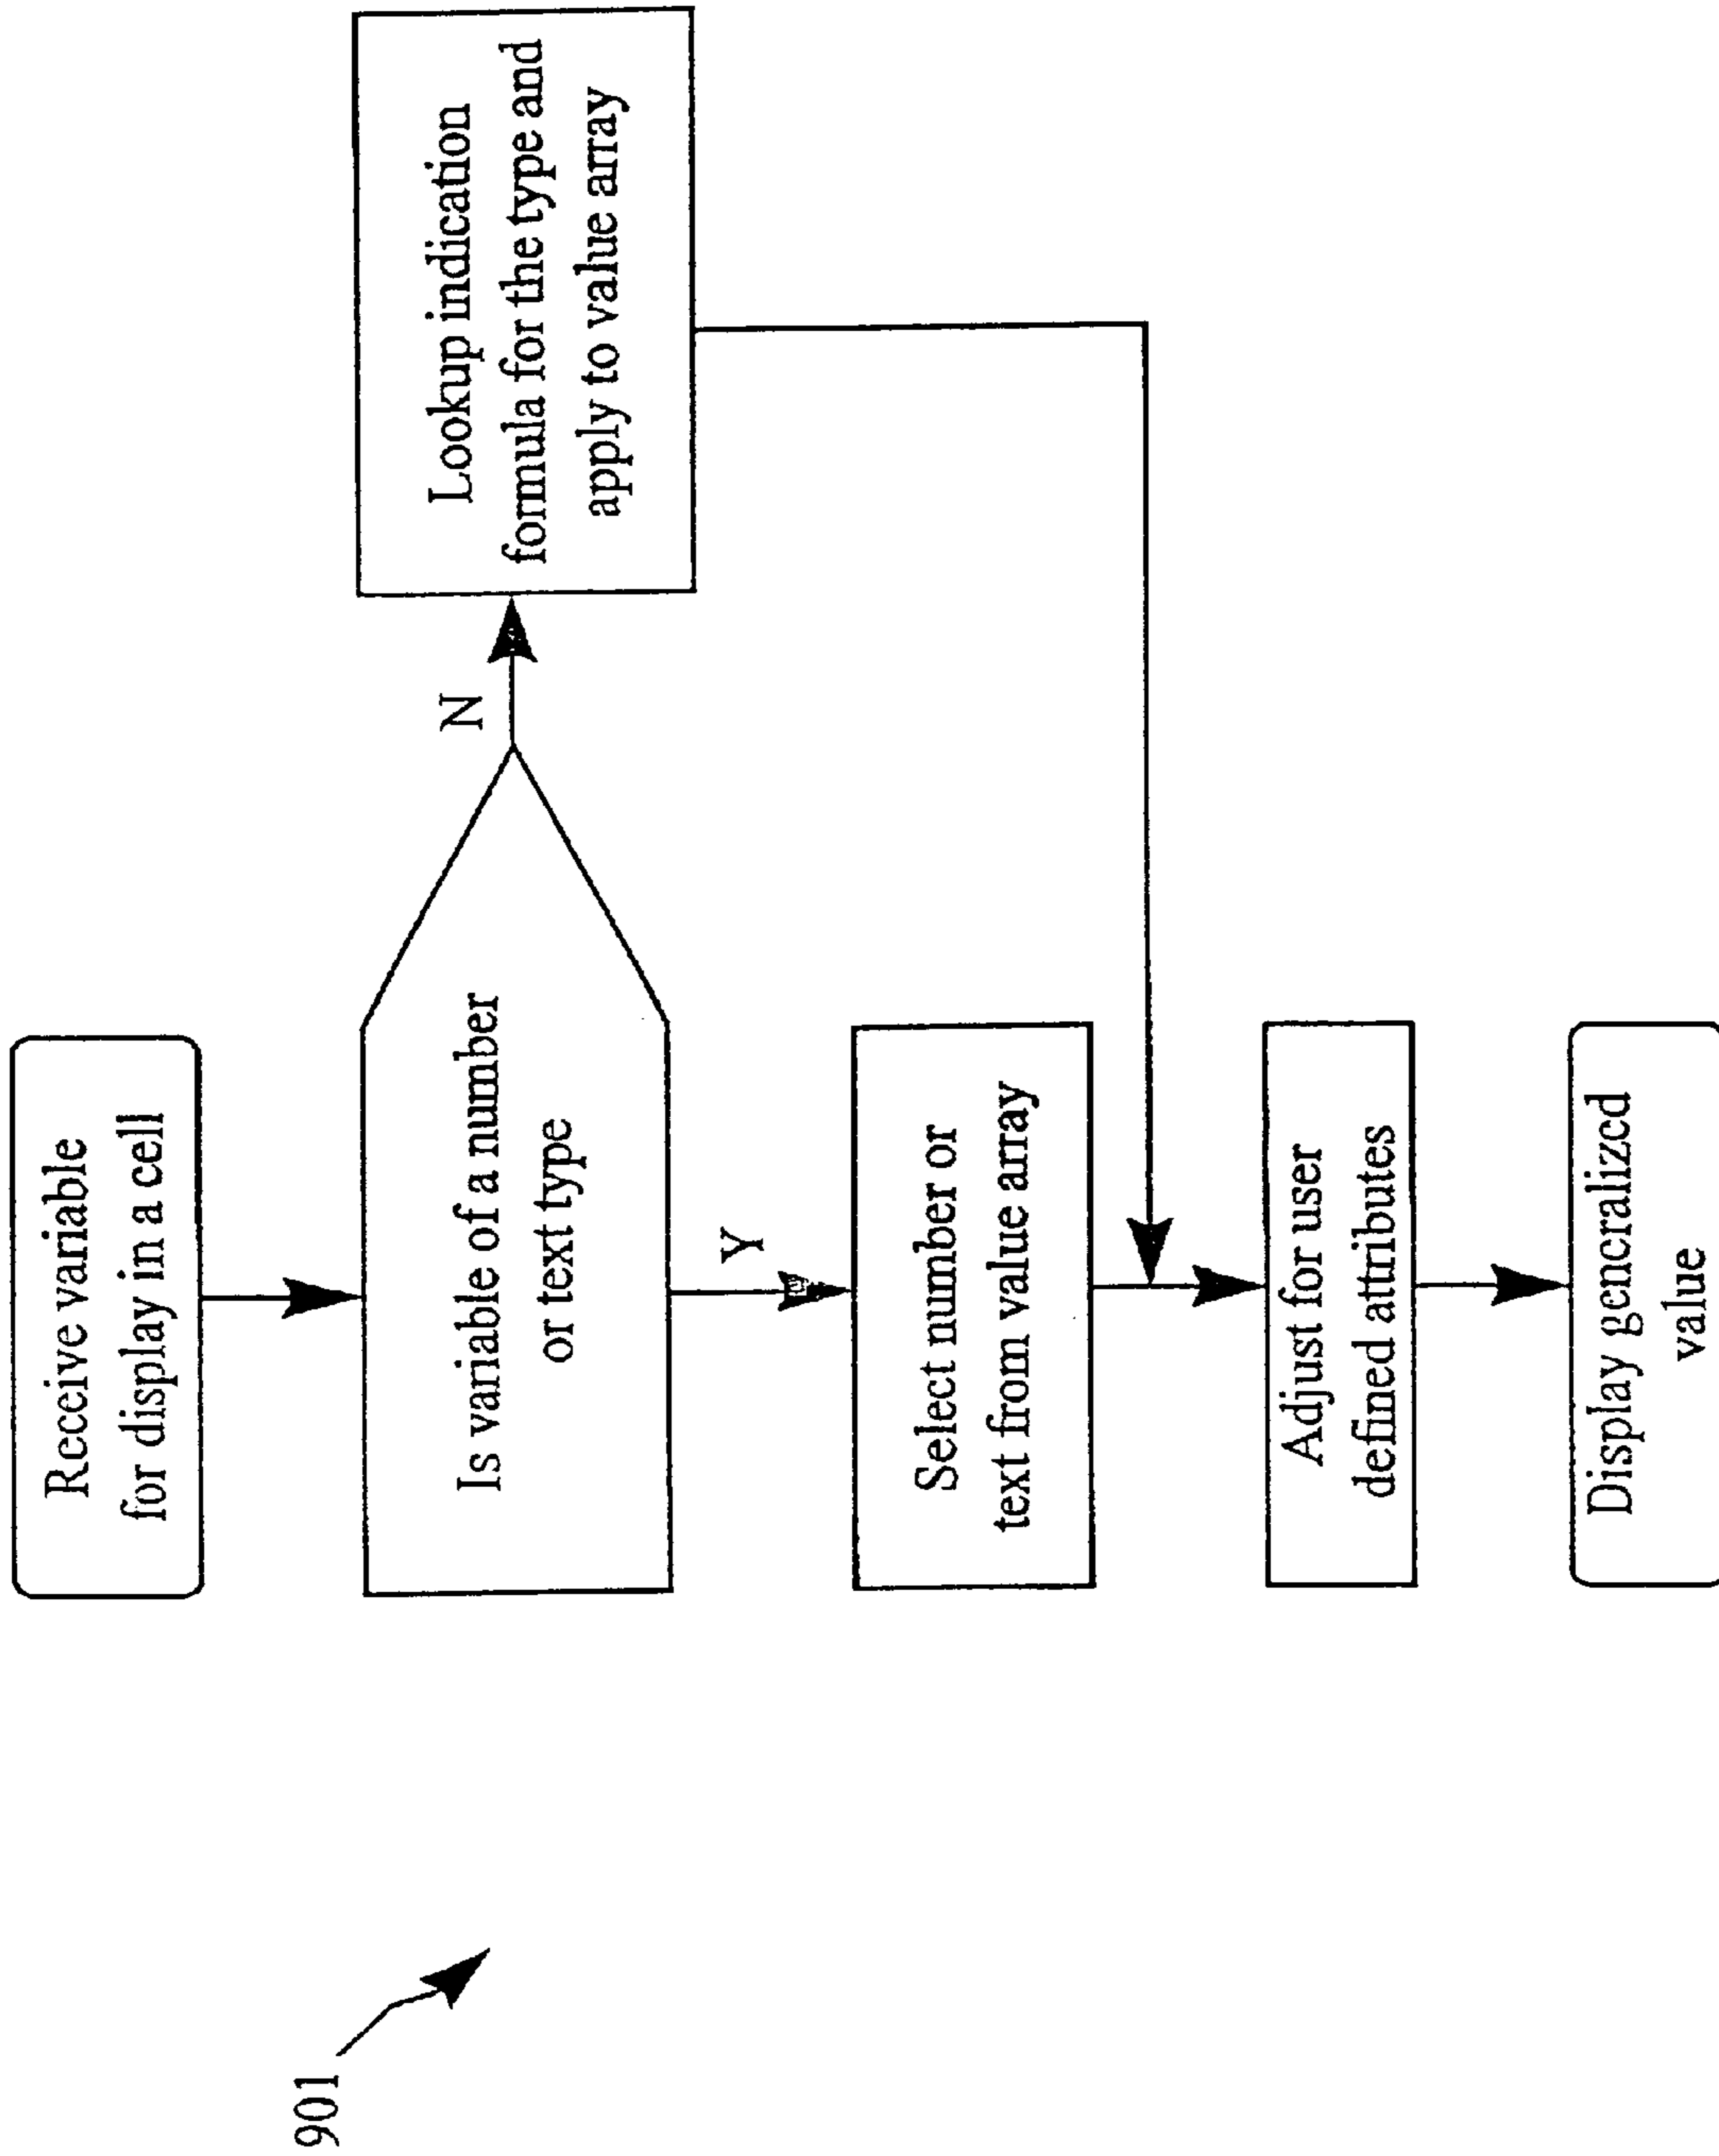 Receive variable
for display in a cell
Is variable of a number
or text type
N
Lookup indication
formula for the type and
apply to value array
Y
Select number or
text from value array
Adjust for user
defined attributes
Display generalized
value
901